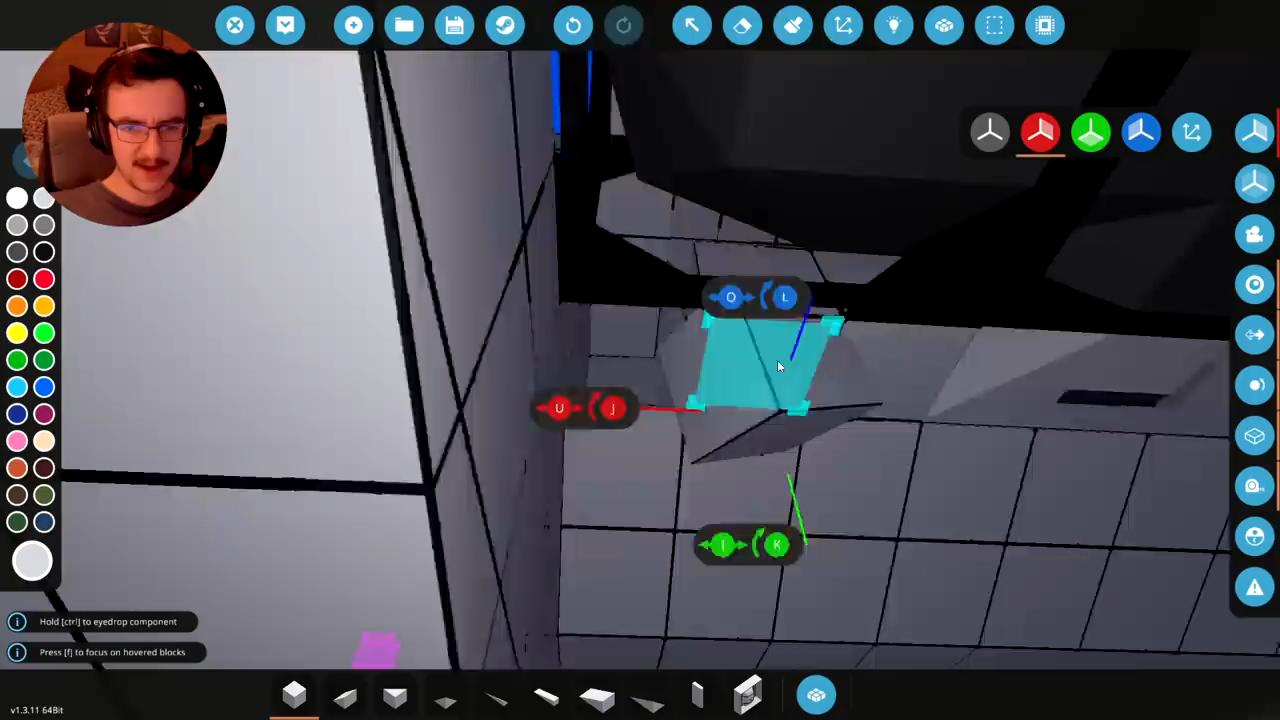 O L
U J
I K
Hold [ctrl] to eyedrop component
Press [f] to focus on hovered blocks
v1.3.11 64Bit